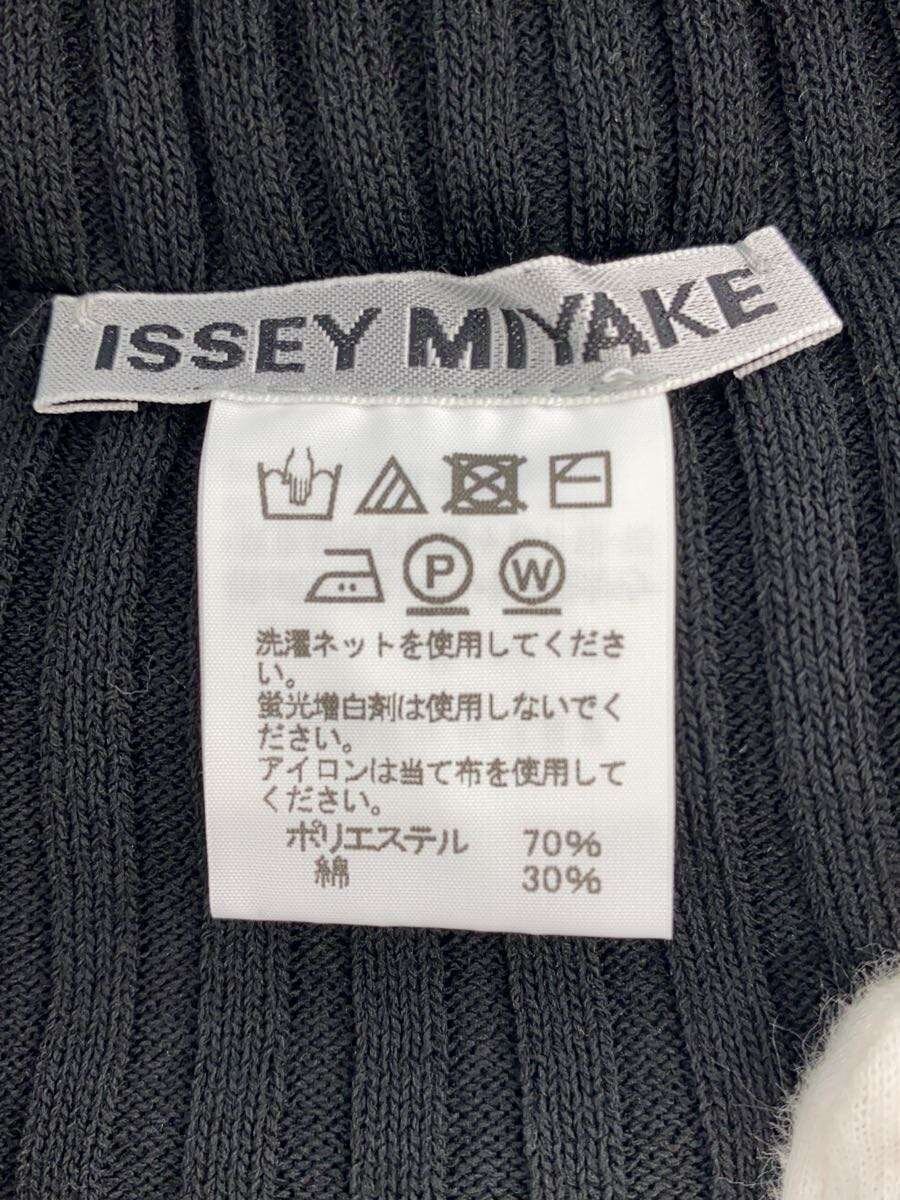 ISSEY MIYAKE
P W
洗濯ネットを使用してくださ
い。
蛍光増白剤は使用しないでく
ださい。
アイロンは当て布を使用して
ください。
ポリエステル 70%
綿 30%